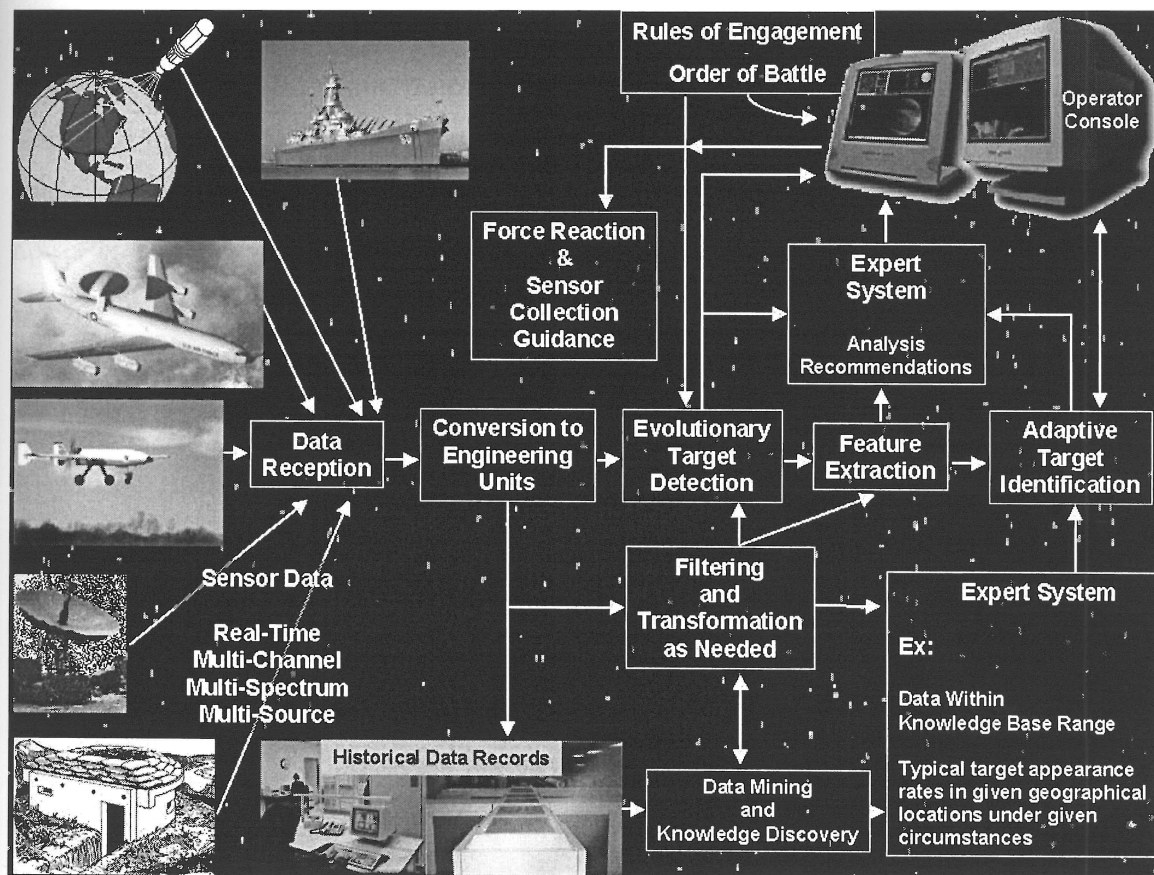 Rules of Engagement
Order of Battle
Operator
Console
Force Reaction
&
Sensor
Collection
Guidance
Expert
System
Analysis
Recommendations
Data
Reception
Conversion to
Engineering
Units
Evolutionary
Target
Detection
Feature
Extraction
Adaptive
Target
Identification
Sensor Data
Real-Time
Multi-Channel
Multi-Spectrum
Multi-Source
Filtering
and
Transformation
as Needed
Expert System
Ex:
Data Within
Knowledge Base Range
Typical target appearance
rates in given geographical
locations under given
circumstances
Historical Data Records
Data Mining
and
Knowledge Discovery